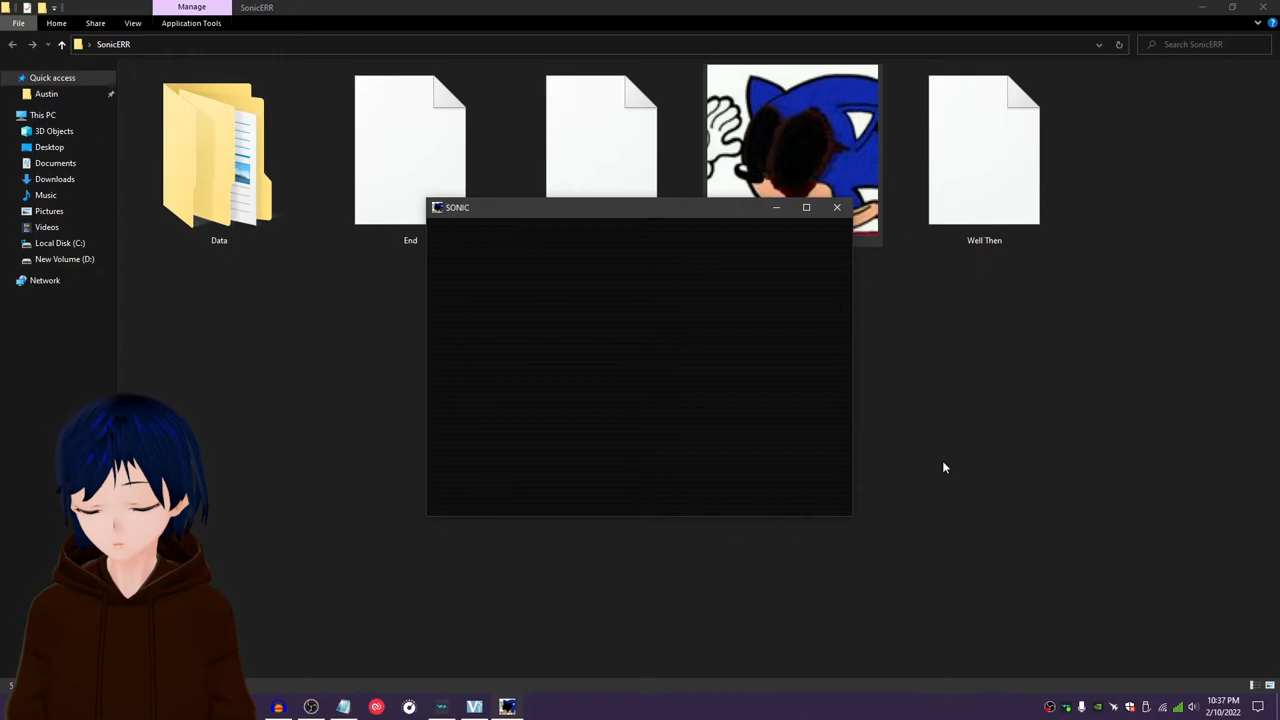 Manage
SonicERR
File
Home
Share
View
Application Tools
SonicERR
Search SonicERR
Quick access
Austin
This PC
3D Objects
Desktop
Documents
Downloads
Music
Pictures
Videos
Local Disk (C:)
New Volume (D:)
Network
Data
End
Well Then
SONIC
10:37 PM
2/10/2022